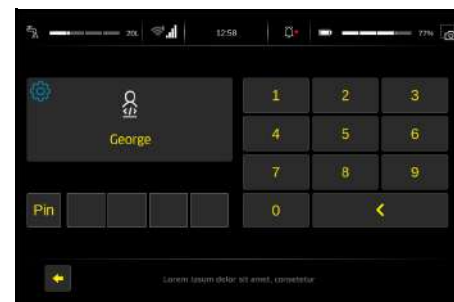 20L 12:58 77%
1 2 3
George 4 5 6
7 8 9
Pin 0
Lorem ipsum dolor sit amet, consetetur